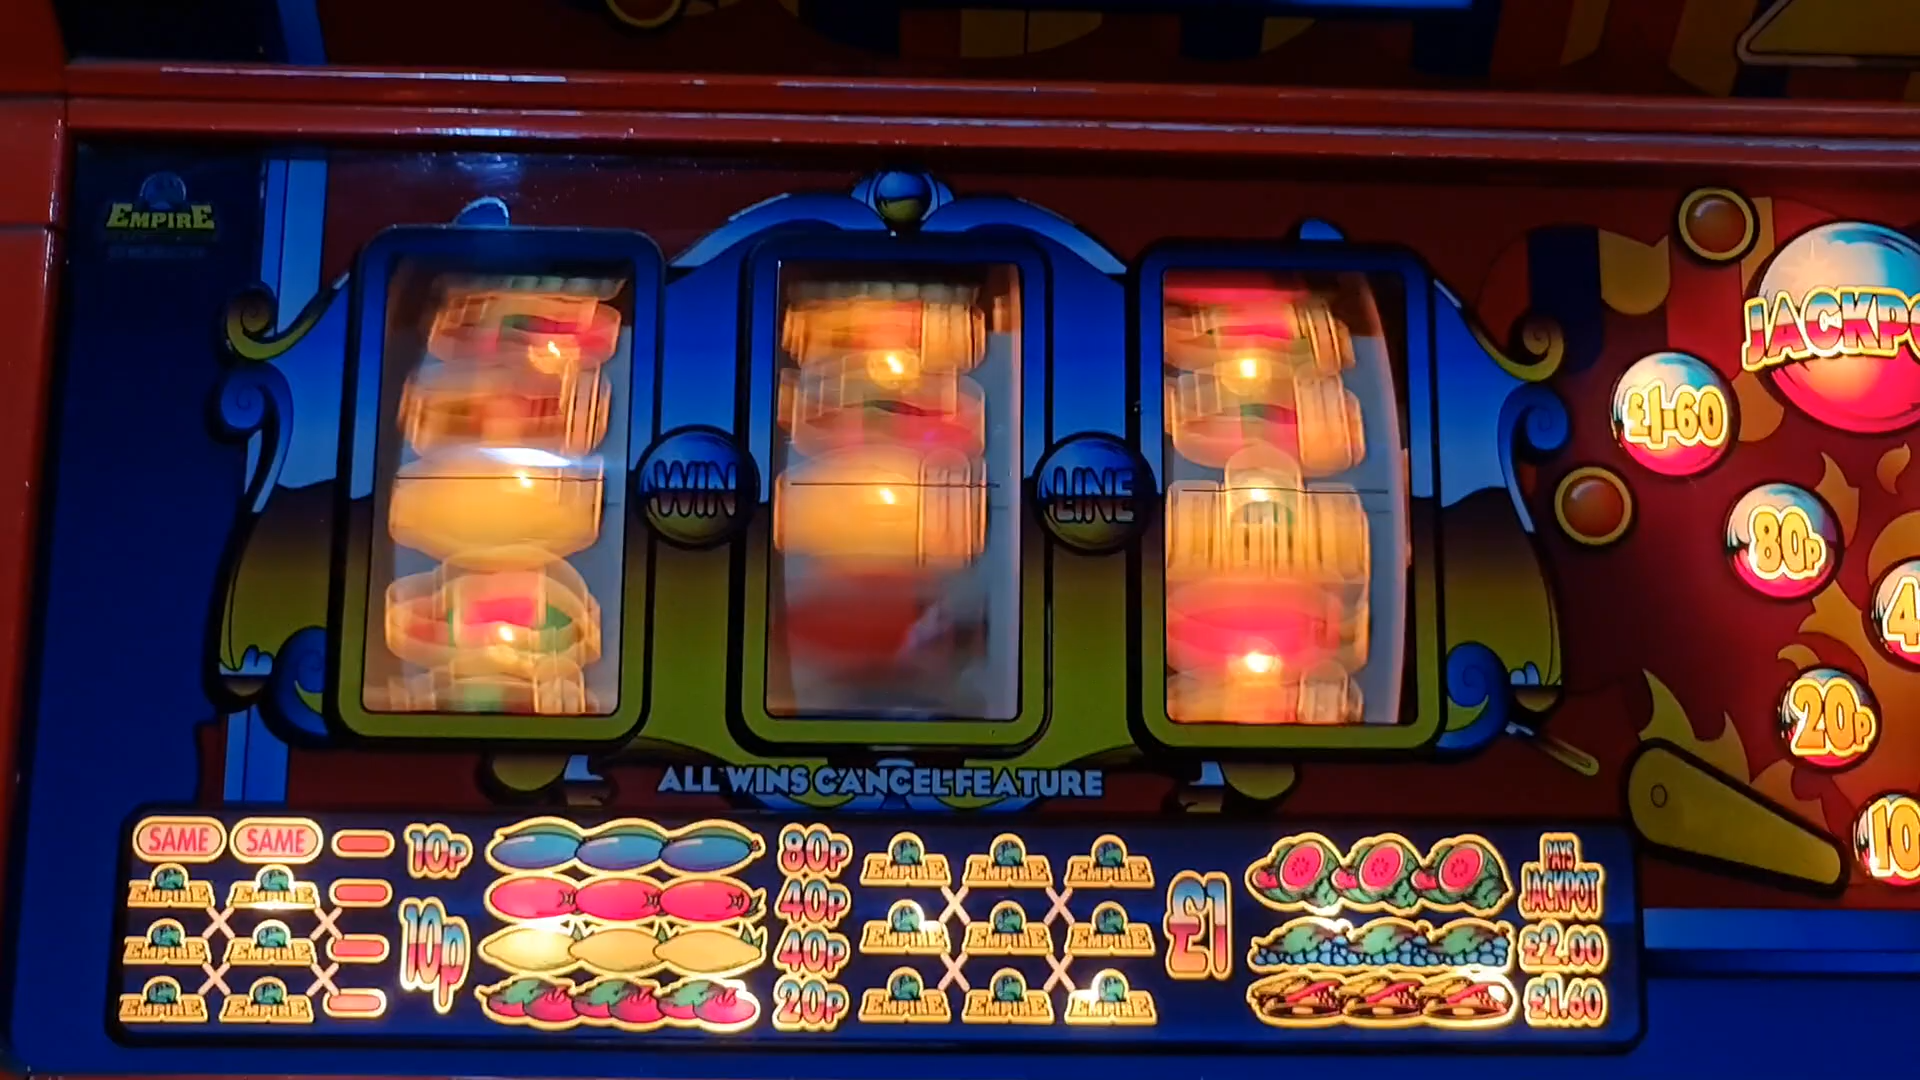 EMPIRE
JACKPO
£1.60
WIN
LINE
80p
4
20p
10
ALL WINS CANCEL FEATURE
SAME SAME 10p
EMPIRE EMPIRE
EMPIRE EMPIRE 10p
EMPIRE EMPIRE
80p
40p
40p
20p
EMPIRE EMPIRE EMPIRE
EMPIRE EMPIRE EMPIRE £1
EMPIRE EMPIRE EMPIRE
PAYS
JACKPOT
£2.00
£1.60